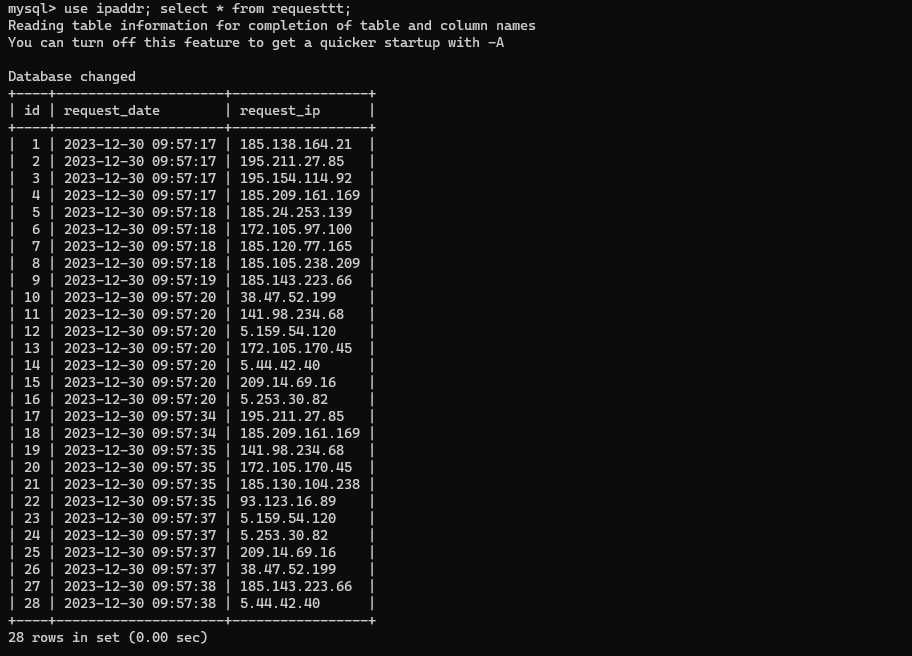 mysql> use ipaddr; select * from requesttt;
Reading table information for completion of table and column names
You can turn off this feature to get a quicker startup with -A

Database changed
+----+---------------------+-----------------+
| id | request_date        | request_ip      |
+----+---------------------+-----------------+
|  1 | 2023-12-30 09:57:17 | 185.138.164.21  |
|  2 | 2023-12-30 09:57:17 | 195.211.27.85   |
|  3 | 2023-12-30 09:57:17 | 195.154.114.92  |
|  4 | 2023-12-30 09:57:17 | 185.209.161.169 |
|  5 | 2023-12-30 09:57:18 | 185.24.253.139  |
|  6 | 2023-12-30 09:57:18 | 172.105.97.100  |
|  7 | 2023-12-30 09:57:18 | 185.120.77.165  |
|  8 | 2023-12-30 09:57:18 | 185.105.238.209 |
|  9 | 2023-12-30 09:57:19 | 185.143.223.66  |
| 10 | 2023-12-30 09:57:20 | 38.47.52.199    |
| 11 | 2023-12-30 09:57:20 | 141.98.234.68   |
| 12 | 2023-12-30 09:57:20 | 5.159.54.120    |
| 13 | 2023-12-30 09:57:20 | 172.105.170.45  |
| 14 | 2023-12-30 09:57:20 | 5.44.42.40      |
| 15 | 2023-12-30 09:57:20 | 209.14.69.16    |
| 16 | 2023-12-30 09:57:20 | 5.253.30.82     |
| 17 | 2023-12-30 09:57:34 | 195.211.27.85   |
| 18 | 2023-12-30 09:57:34 | 185.209.161.169 |
| 19 | 2023-12-30 09:57:35 | 141.98.234.68   |
| 20 | 2023-12-30 09:57:35 | 172.105.170.45  |
| 21 | 2023-12-30 09:57:35 | 185.130.104.238 |
| 22 | 2023-12-30 09:57:35 | 93.123.16.89    |
| 23 | 2023-12-30 09:57:37 | 5.159.54.120    |
| 24 | 2023-12-30 09:57:37 | 5.253.30.82     |
| 25 | 2023-12-30 09:57:37 | 209.14.69.16    |
| 26 | 2023-12-30 09:57:37 | 38.47.52.199    |
| 27 | 2023-12-30 09:57:38 | 185.143.223.66  |
| 28 | 2023-12-30 09:57:38 | 5.44.42.40      |
+----+---------------------+-----------------+
28 rows in set (0.00 sec)